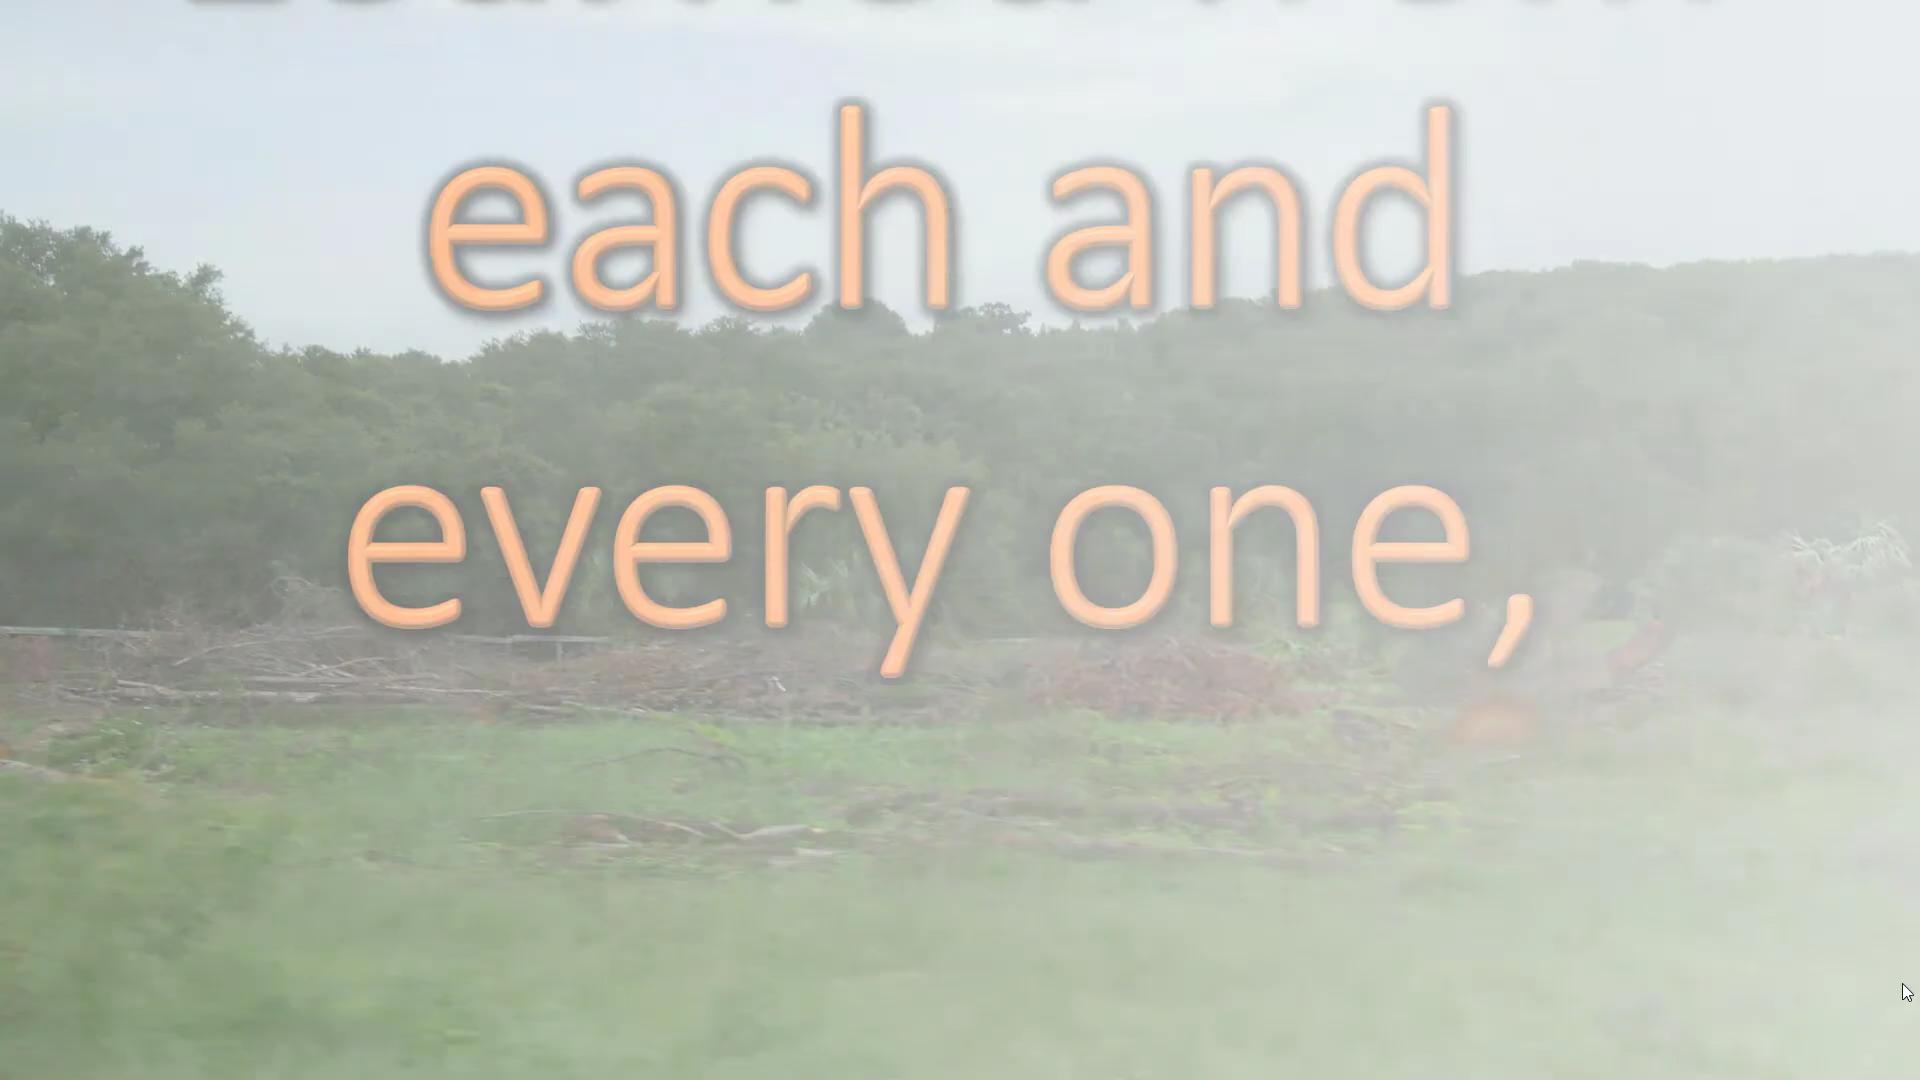 each and
every one,